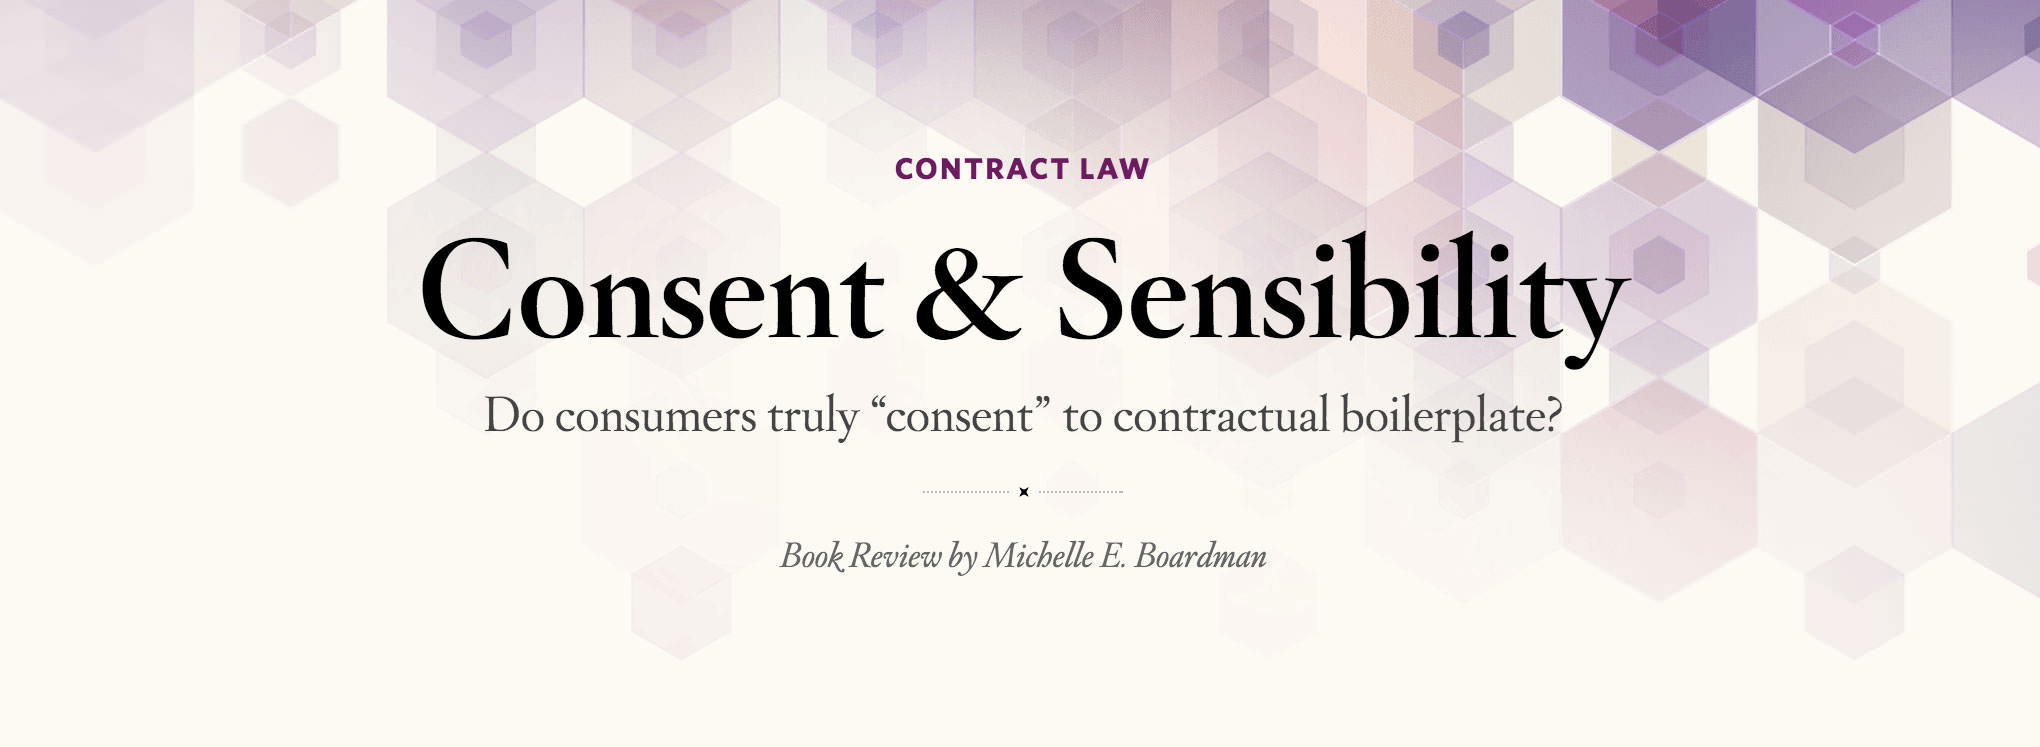 CONTRACT LAW
Consent & Sensibility
Do consumers truly “consent” to contractual boilerplate?
Book Review by Michelle E. Boardman